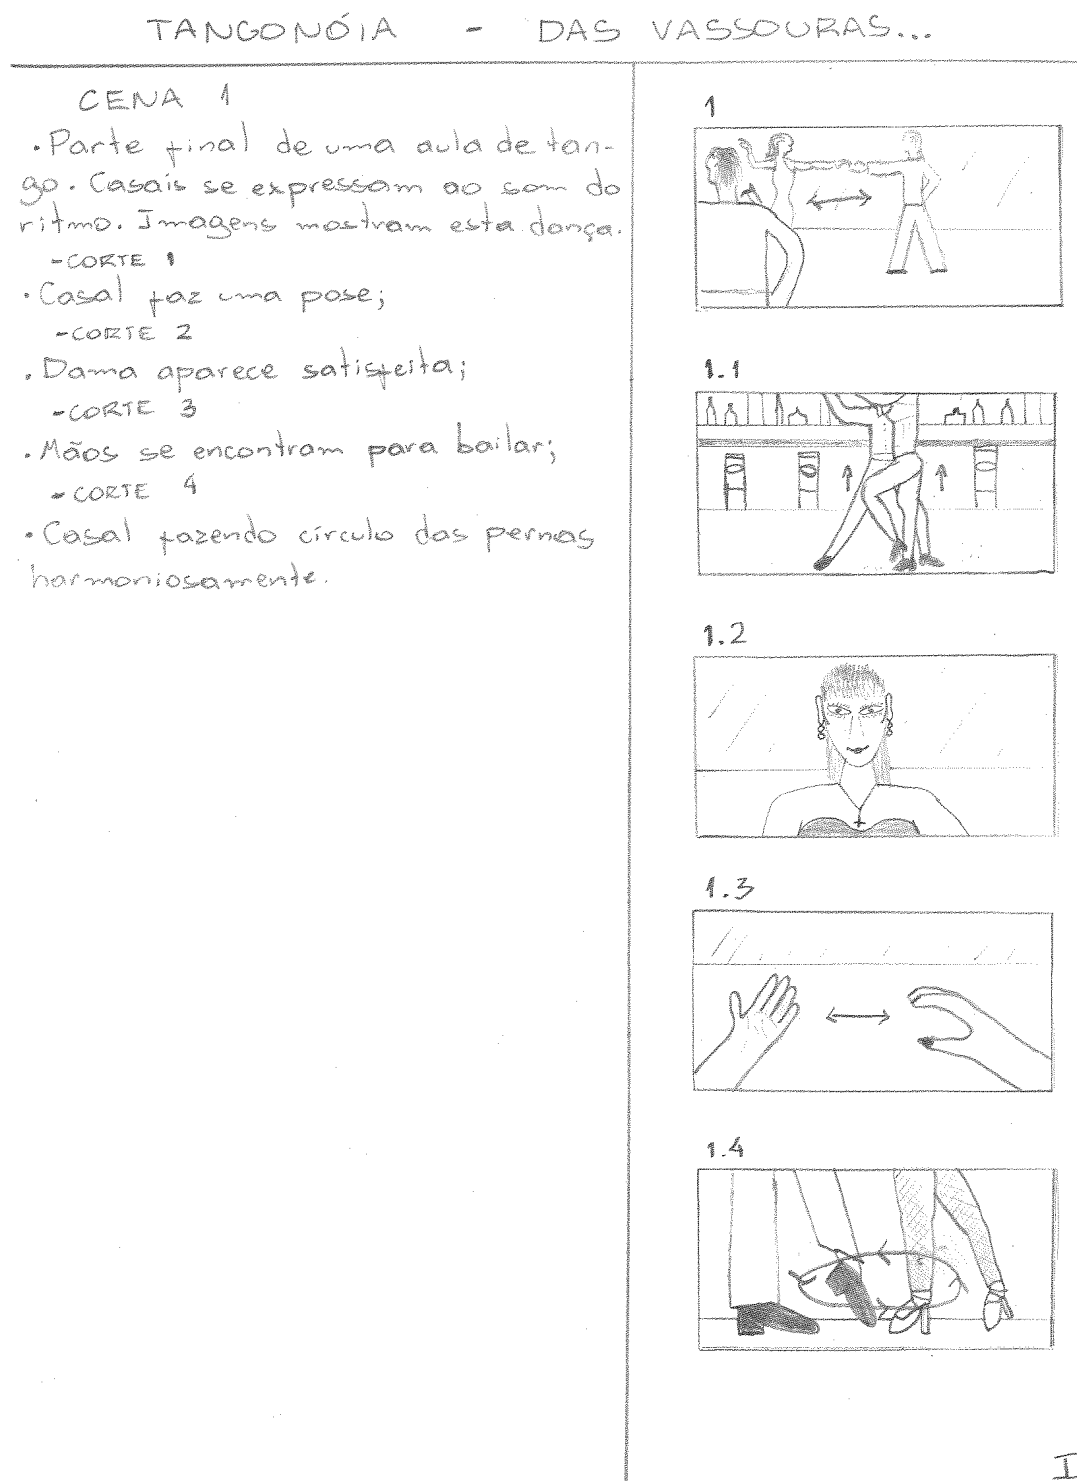 TANGONÓIA - DAS VASSOURAS...
CENA 1
• Parte final de uma aula de tan-
go. Casais se expressam ao som do
ritmo. Imagens mostram esta dança.
- CORTE 1
• Casal faz uma pose;
- CORTE 2
• Dama aparece satisfeita;
- CORTE 3
• Mãos se encontram para bailar;
- CORTE 4
• Casal fazendo círculo das pernas
harmoniosamente.
1
1.1
1.2
1.3
1.4
I